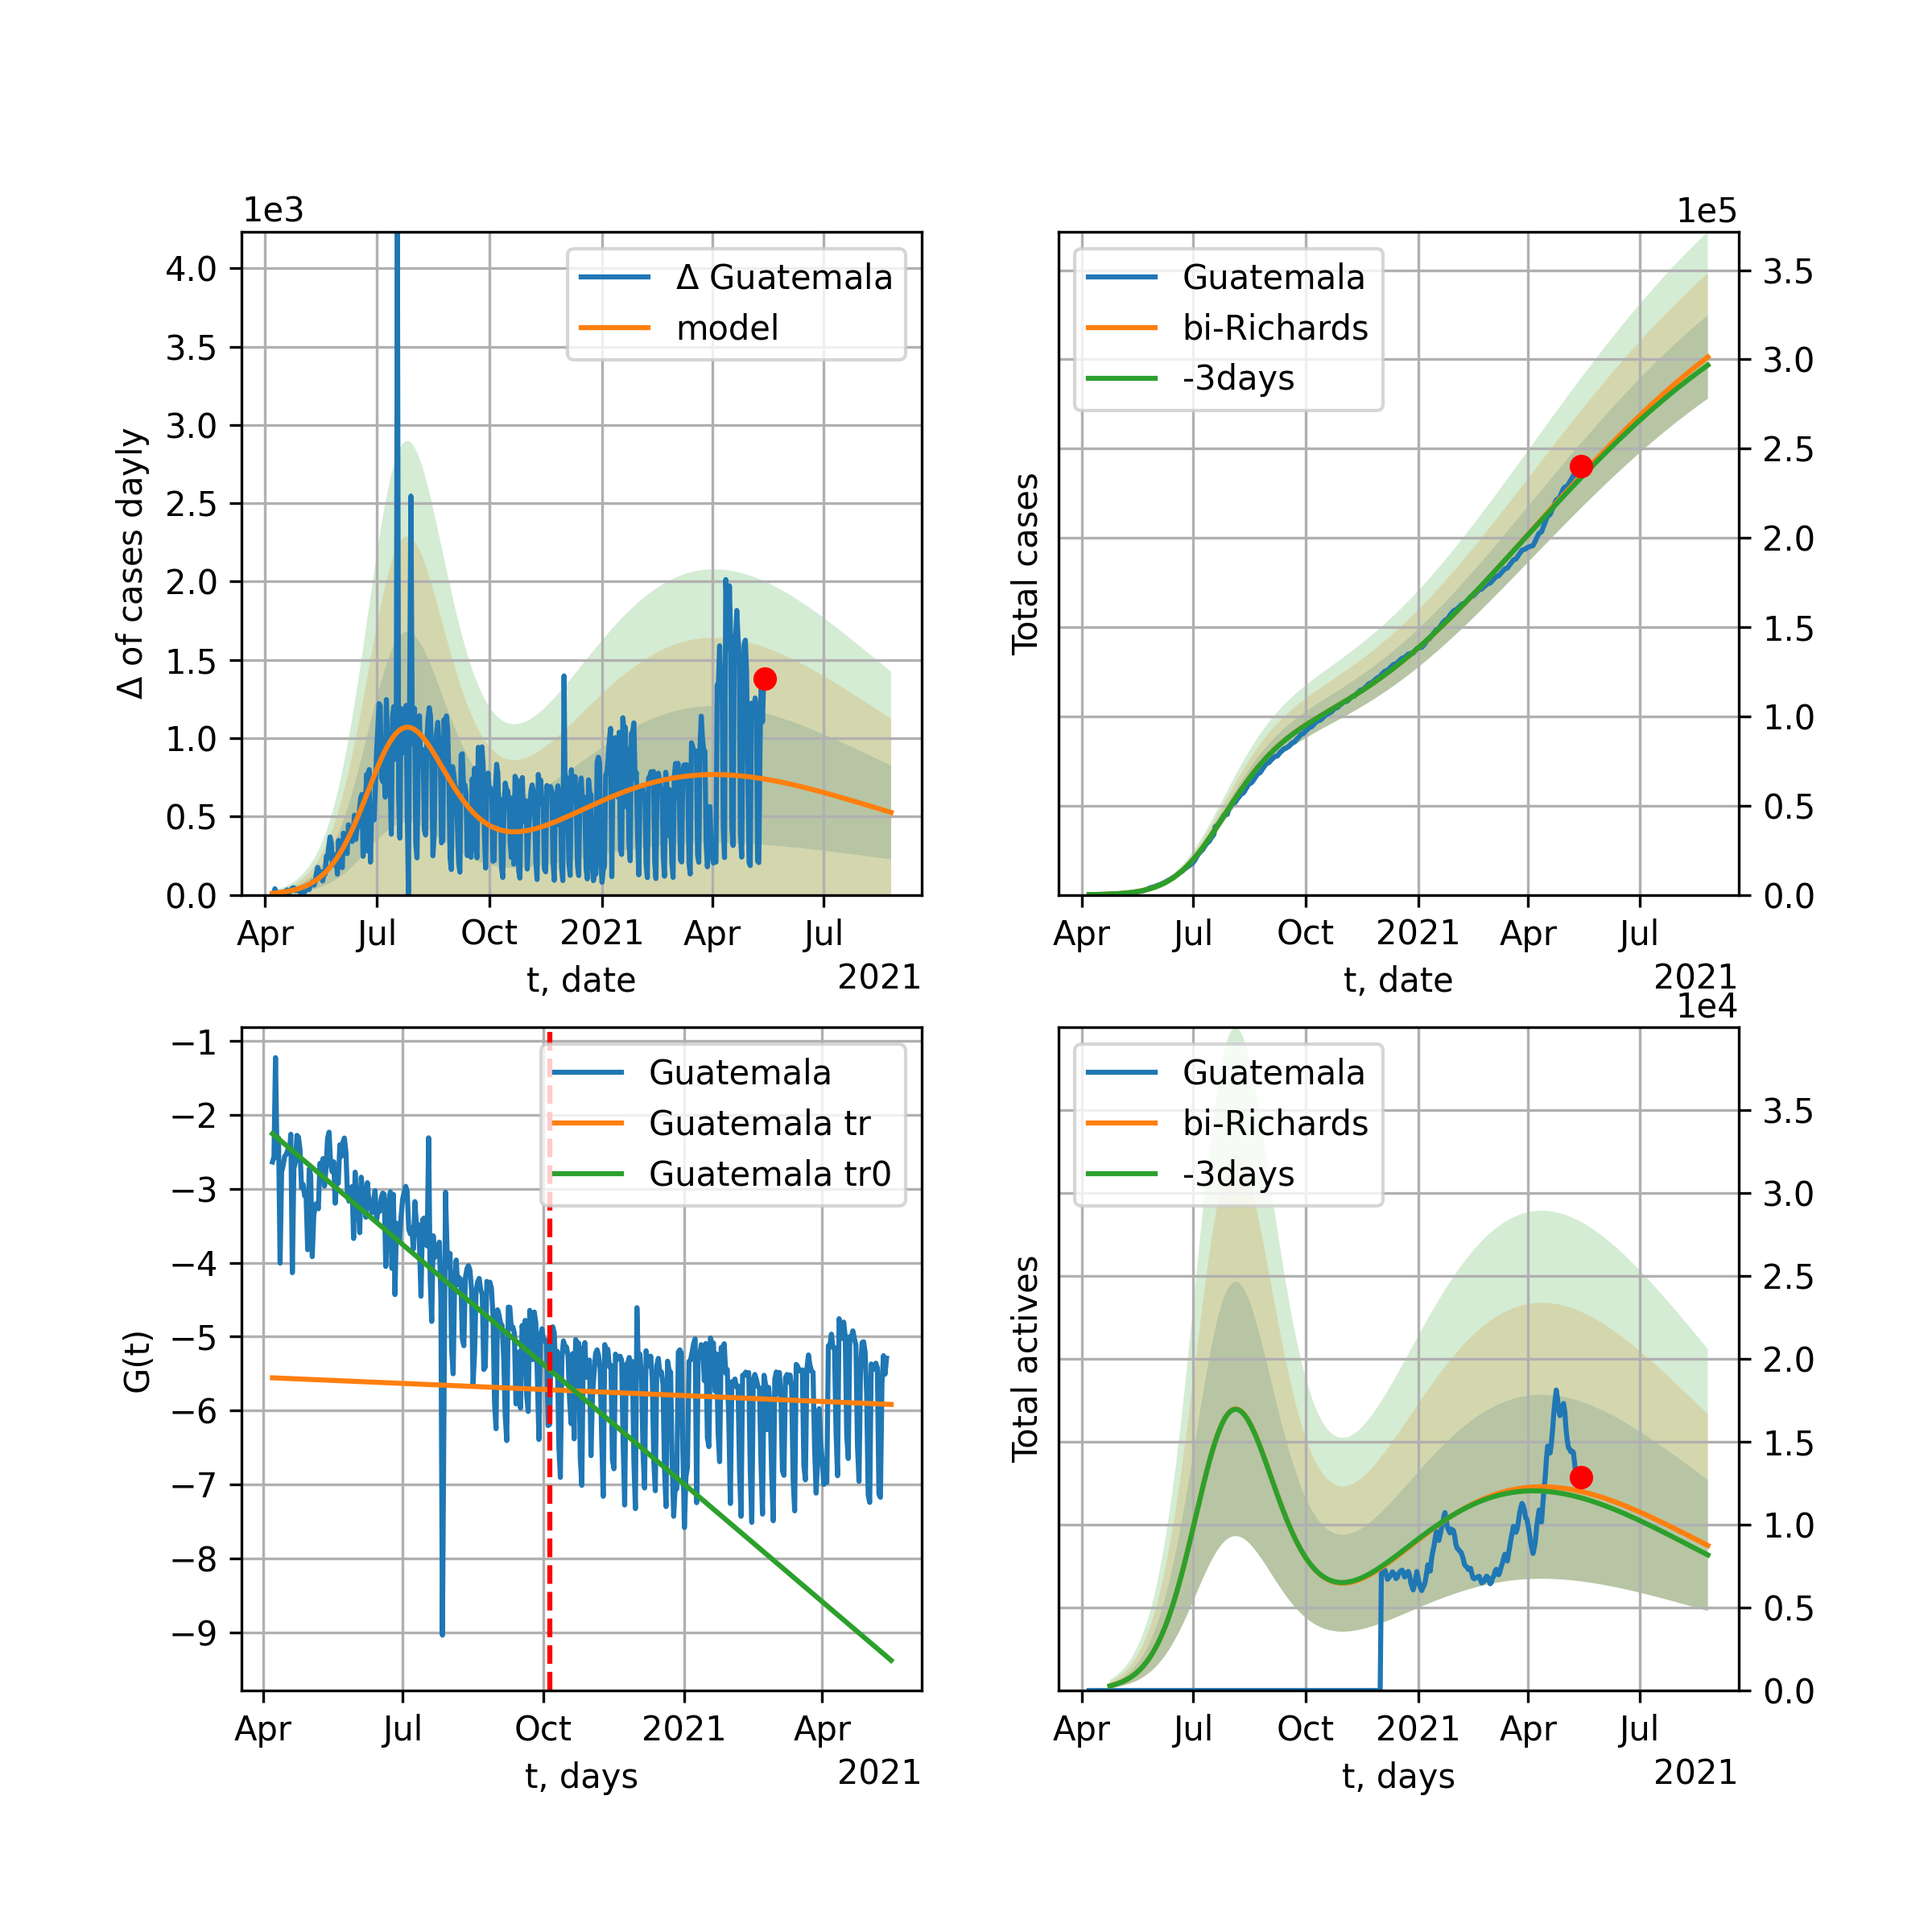 1e3
4.0
3.5
3.0
2.5
2.0
1.5
1.0
0.5
0.0
Δ of cases dayly
Δ Guatemala
model
Apr Jul Oct 2021 Apr Jul
t, date
2021
1e5
3.5
3.0
2.5
2.0
1.5
1.0
0.5
0.0
Total cases
Guatemala
bi-Richards
-3days
Apr Jul Oct 2021 Apr Jul
t, date
2021
−1
−2
−3
−4
−5
−6
−7
−8
−9
G(t)
Guatemala
Guatemala tr
Guatemala tr0
Apr Jul Oct 2021 Apr
t, days
2021
1e4
3.5
3.0
2.5
2.0
1.5
1.0
0.5
0.0
Total actives
Guatemala
bi-Richards
-3days
Apr Jul Oct 2021 Apr Jul
t, days
2021